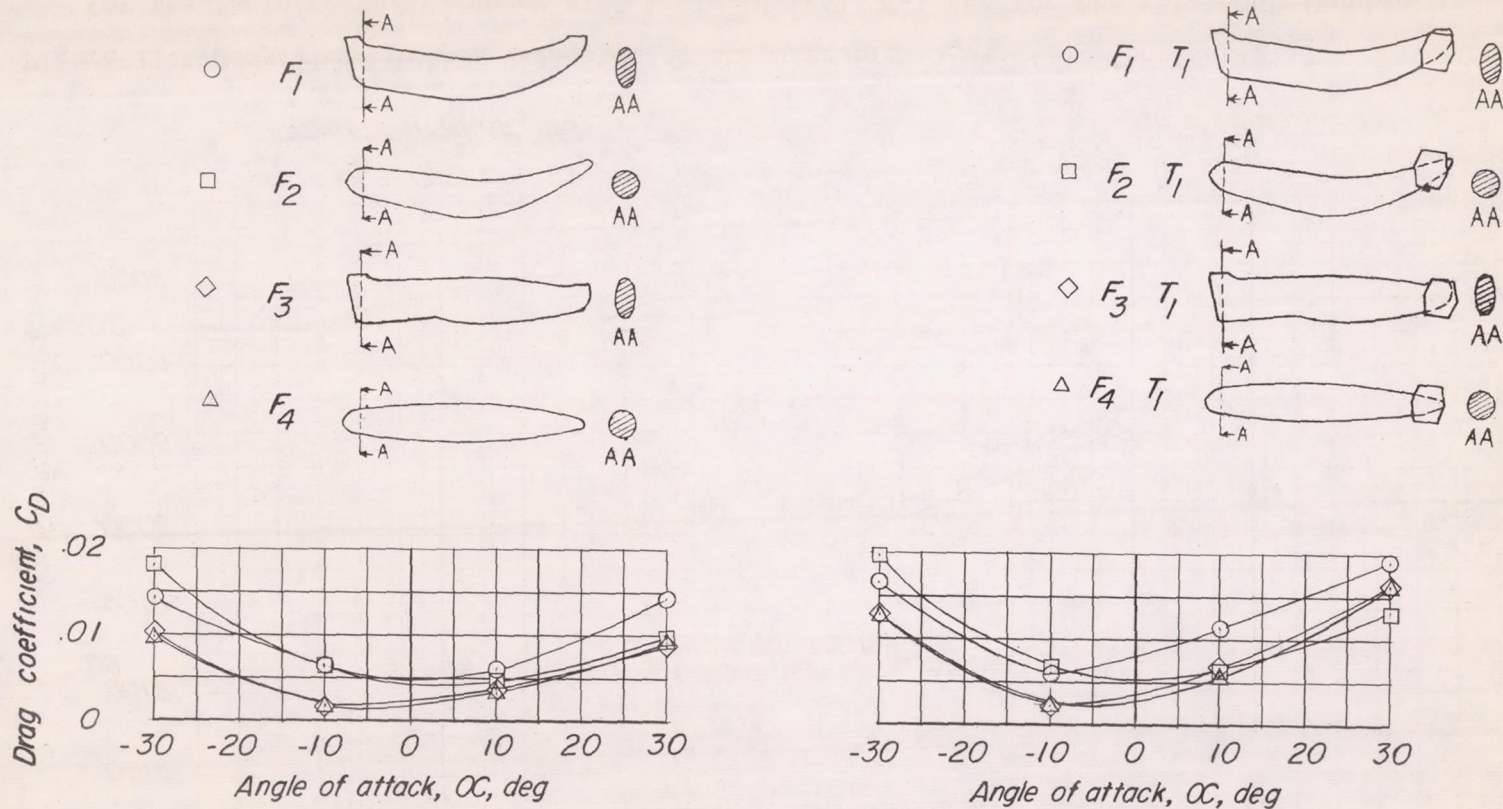 A
F1
A
AA
A
F2
A
AA
A
F3
A
AA
A
F4
A
AA
A
F1 T1
A
AA
A
F2 T1
A
AA
A
F3 T1
A
AA
A
F4 T1
A
AA
Drag coefficient, CD
.02
.01
0
-30 -20 -10 0 10 20 30
Angle of attack, α, deg
-30 -20 -10 0 10 20 30
Angle of attack, α, deg